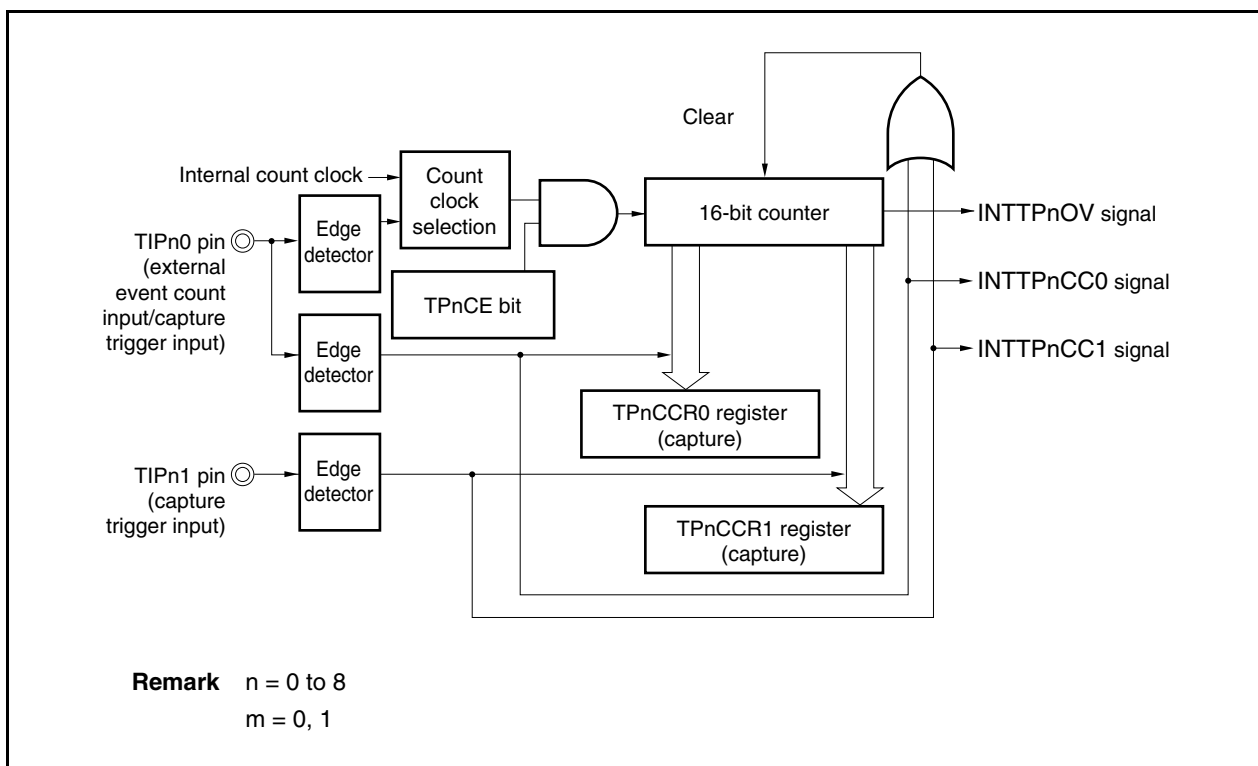 Clear
Internal count clock
Count
clock
selection
Edge
detector
TIPn0 pin
(external
event count
input/capture
trigger input)
16-bit counter
INTTPnOV signal
TPnCE bit
INTTPnCC0 signal
Edge
detector
INTTPnCC1 signal
TPnCCR0 register
(capture)
TIPn1 pin
(capture
trigger input)
Edge
detector
TPnCCR1 register
(capture)
Remark n = 0 to 8
m = 0, 1